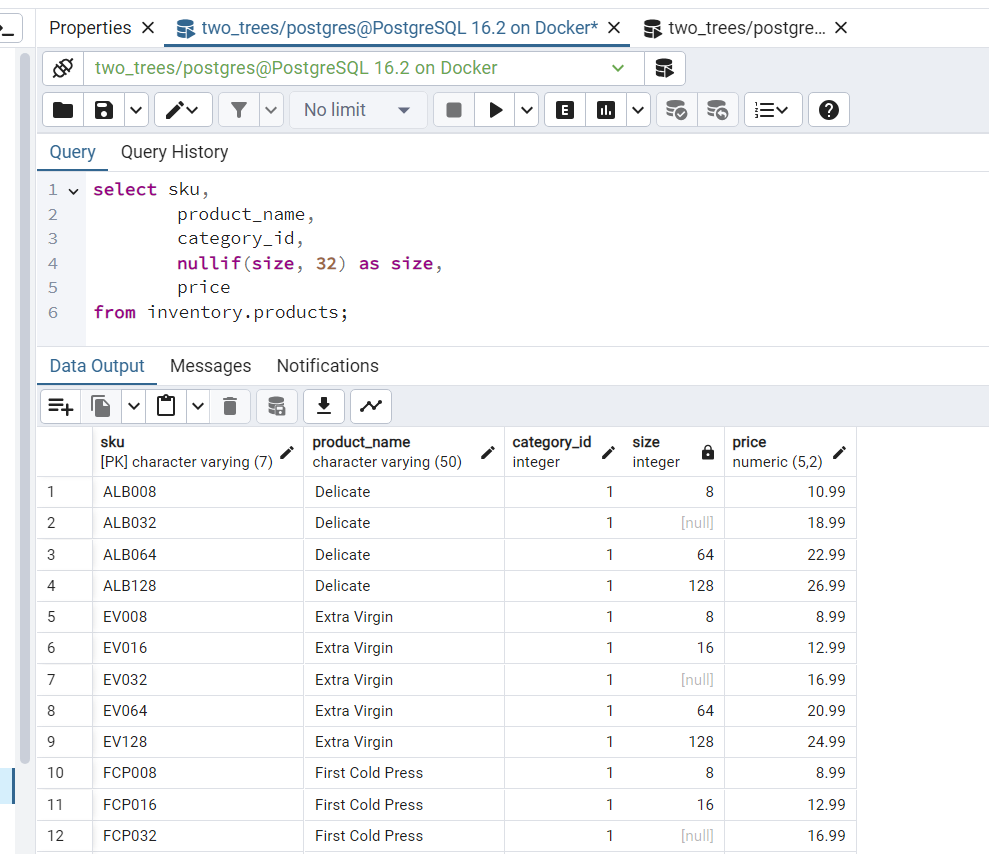 Properties two_trees/postgres@PostgreSQL 16.2 on Docker* two_trees/postgre...
two_trees/postgres@PostgreSQL 16.2 on Docker
No limit E
Query Query History
1 select sku,
2 product_name,
3 category_id,
4 nullif(size, 32) as size,
5 price
6 from inventory.products;
Data Output Messages Notifications
sku product_name category_id size price
[PK] character varying (7) character varying (50) integer integer numeric (5,2)
1 ALB008 Delicate 1 8 10.99
2 ALB032 Delicate 1 [null] 18.99
3 ALB064 Delicate 1 64 22.99
4 ALB128 Delicate 1 128 26.99
5 EV008 Extra Virgin 1 8 8.99
6 EV016 Extra Virgin 1 16 12.99
7 EV032 Extra Virgin 1 [null] 16.99
8 EV064 Extra Virgin 1 64 20.99
9 EV128 Extra Virgin 1 128 24.99
10 FCP008 First Cold Press 1 8 8.99
11 FCP016 First Cold Press 1 16 12.99
12 FCP032 First Cold Press 1 [null] 16.99